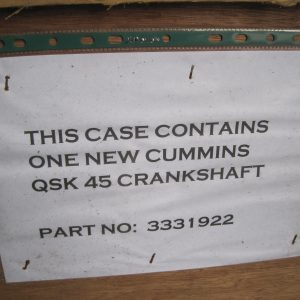 THIS CASE CONTAINS
ONE NEW CUMMINS
QSK 45 CRANKSHAFT
PART NO: 3331922